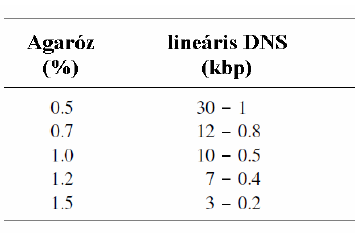 Agaróz lineáris DNS
(%) (kbp)
0.5 30 – 1
0.7 12 – 0.8
1.0 10 – 0.5
1.2 7 – 0.4
1.5 3 – 0.2